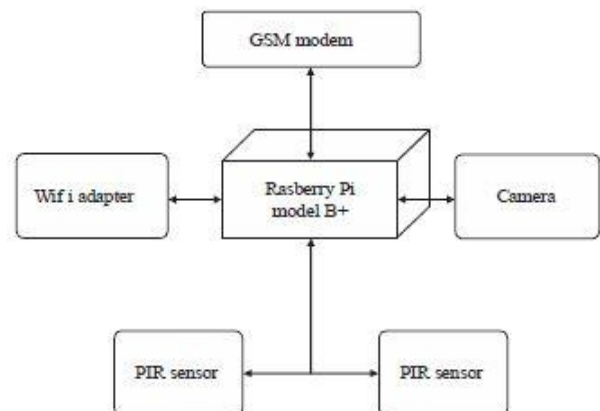 GSM modem
Wif i adapter
Rasberry Pi
model B+
Camera
PIR sensor
PIR sensor